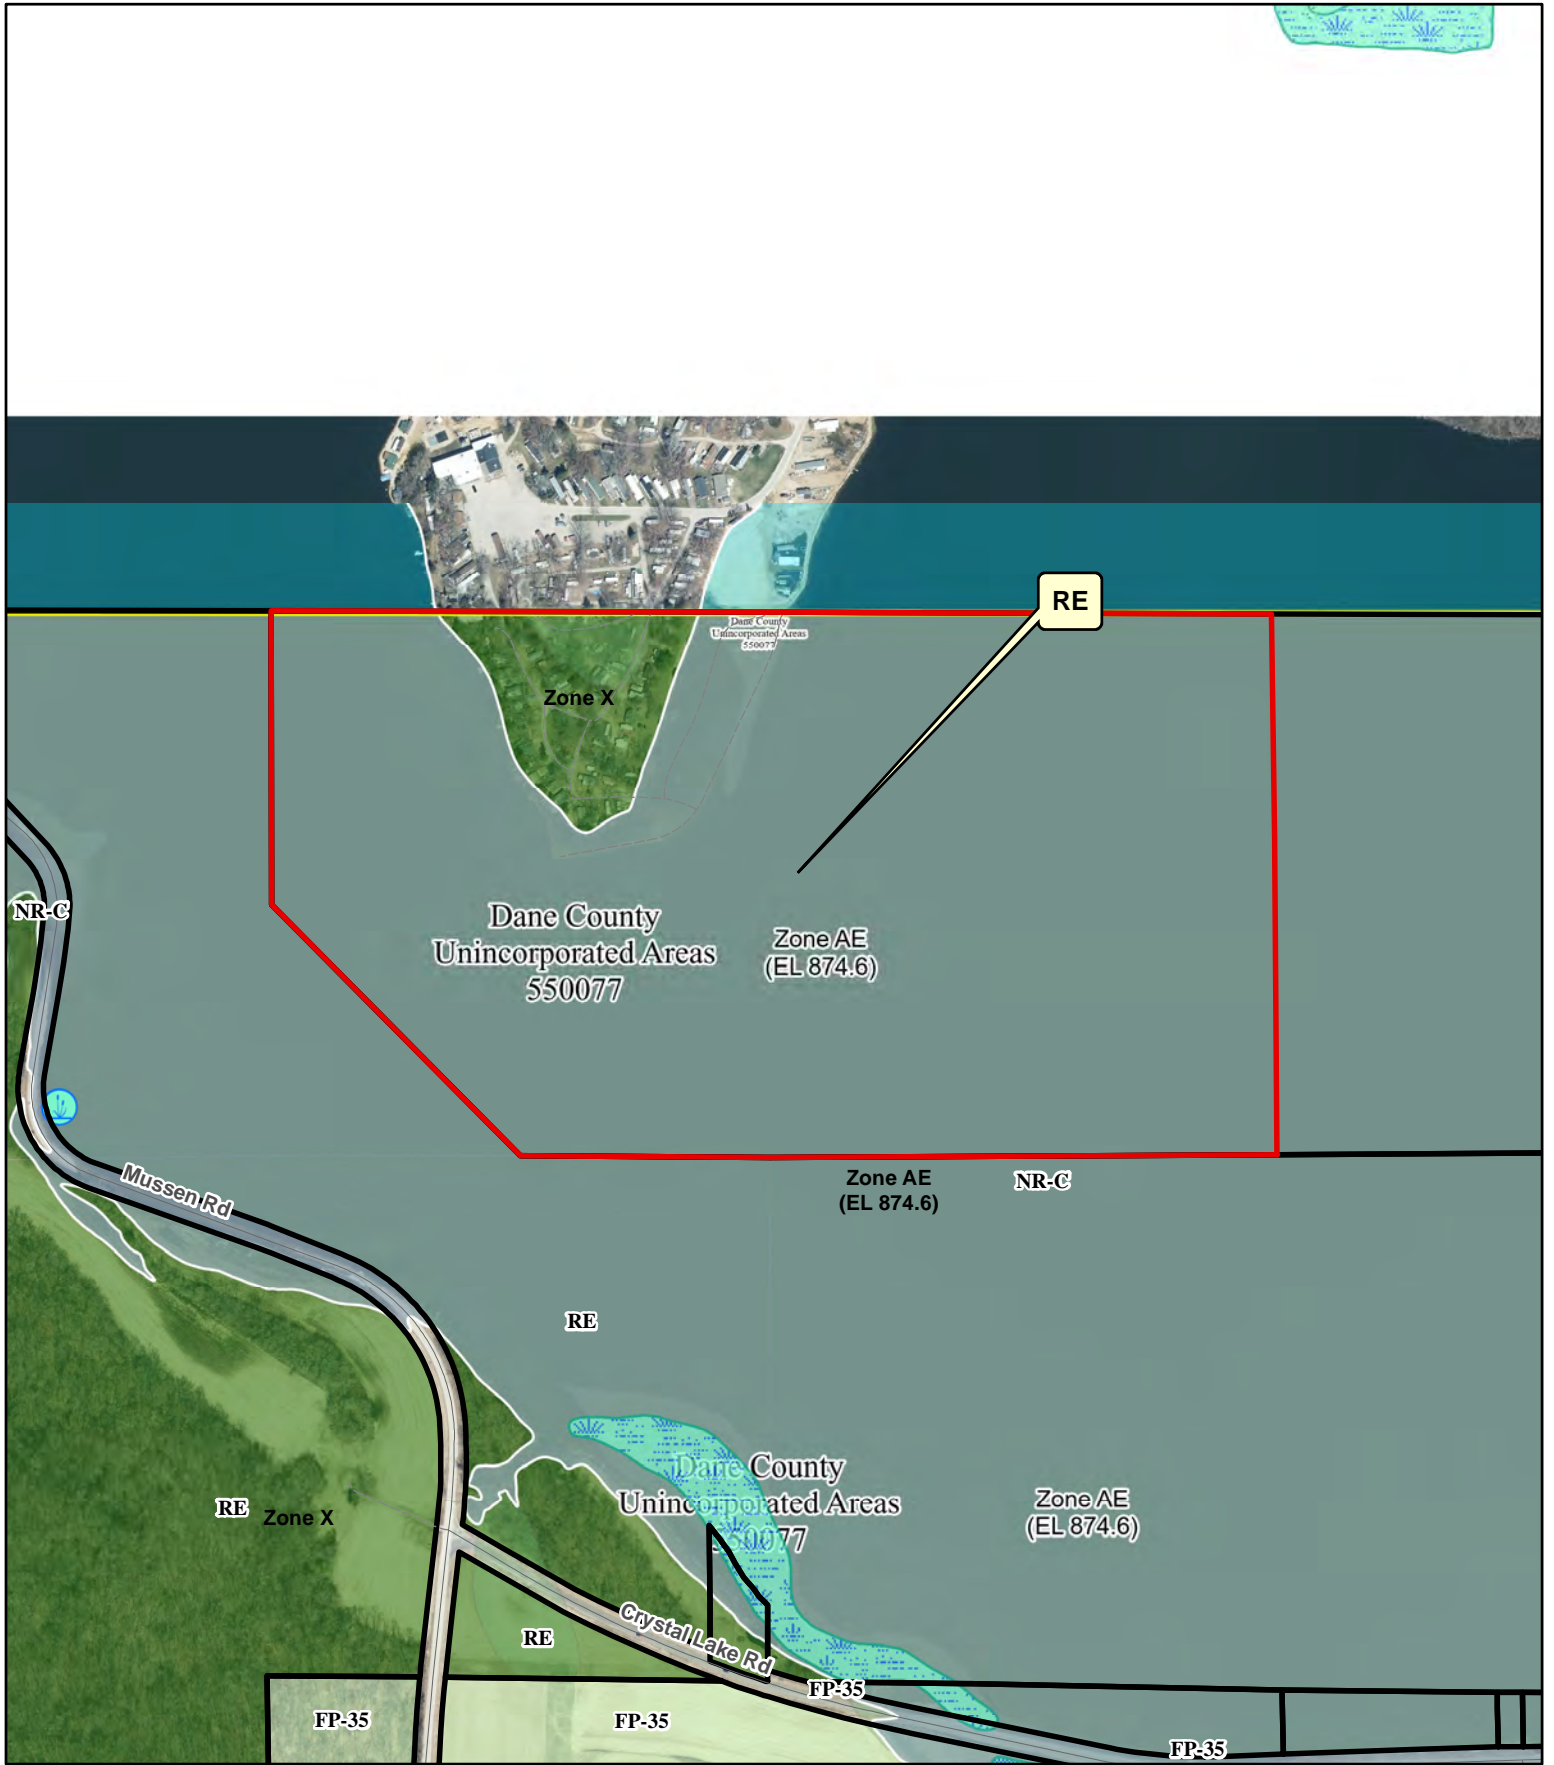 RE
Dane County
Unincorporated Areas
550077
Zone X
NR-C
Dane County
Unincorporated Areas
550077
Zone AE
(EL 874.6)
Mussen Rd
Zone AE
(EL 874.6)
NR-C
RE
Dane County
Unincorporated Areas
550077
Zone AE
(EL 874.6)
RE
Zone X
RE
Crystal Lake Rd
FP-35
FP-35
FP-35
FP-35